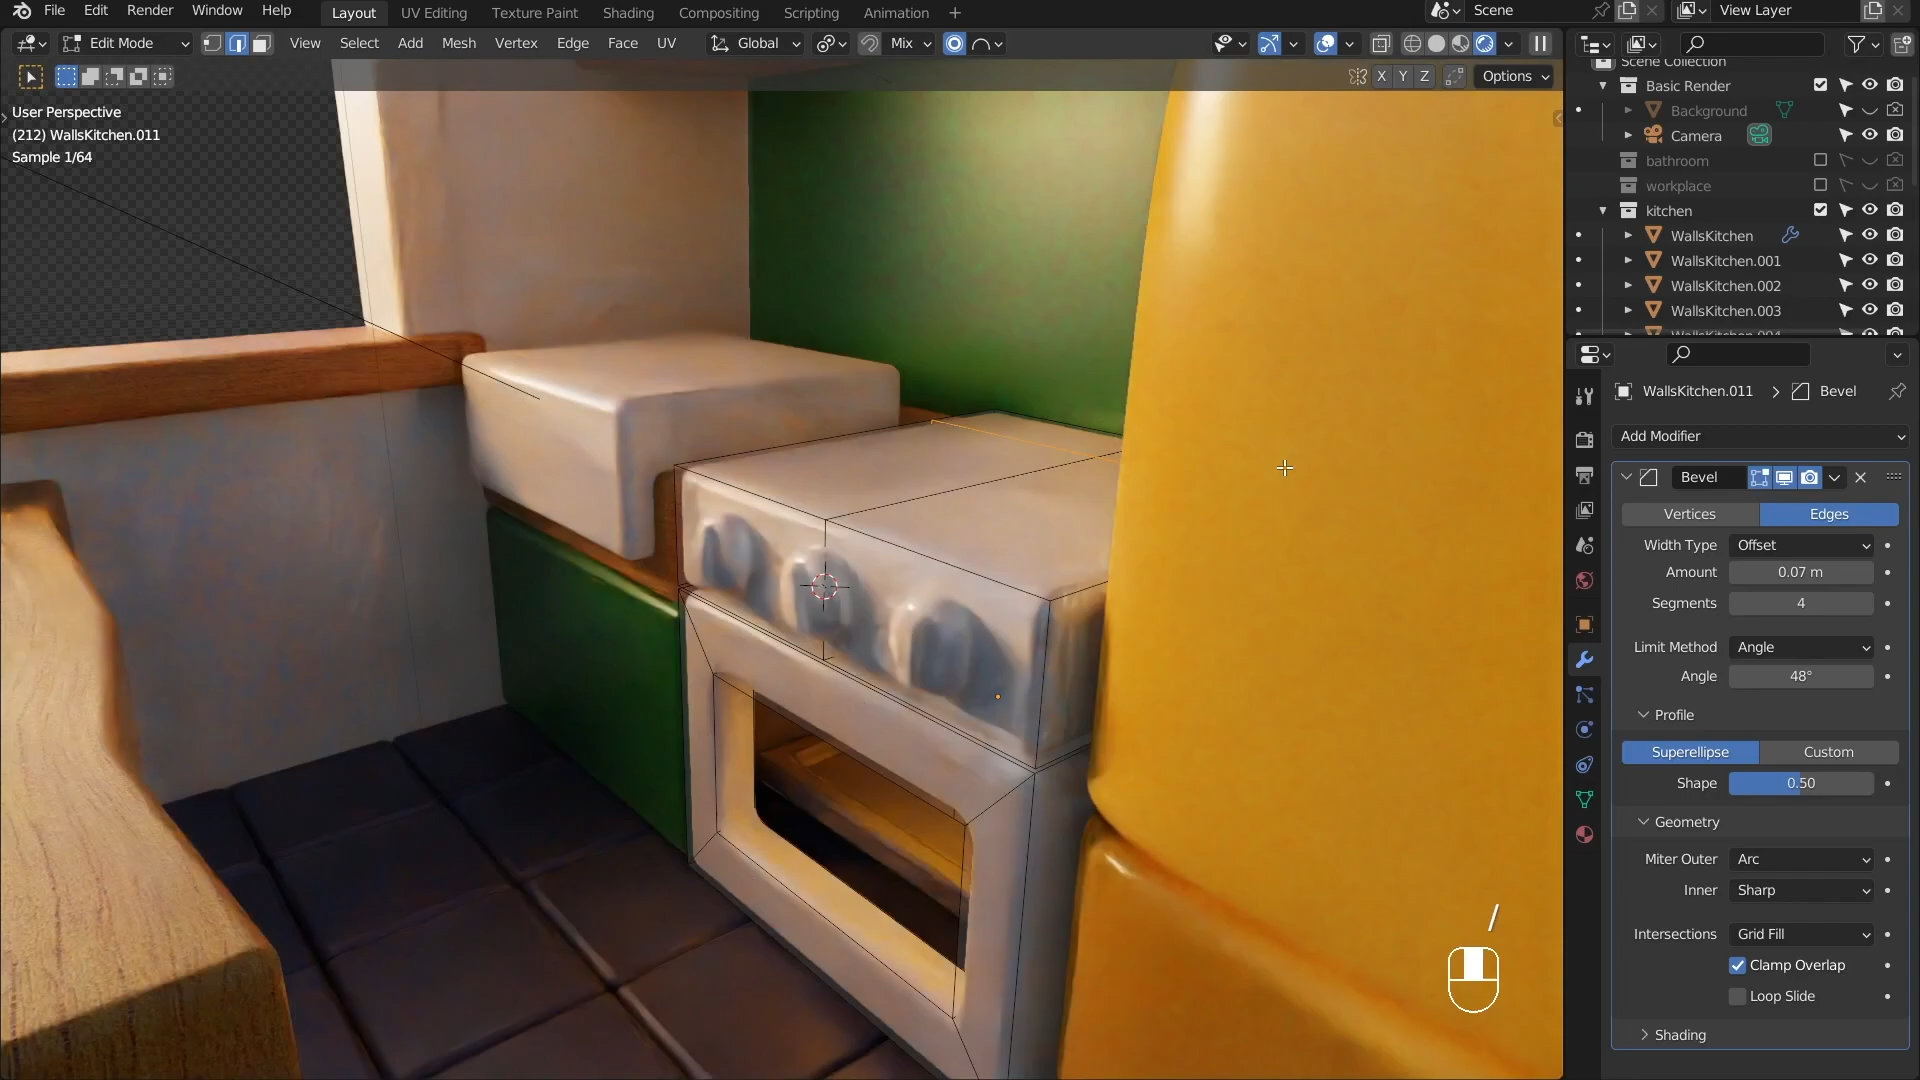 File Edit Render Window Help Layout UV Editing Texture Paint Shading Compositing Scripting Animation + Scene View Layer
Edit Mode View Select Add Mesh Vertex Edge Face UV Global Mix
X Y Z Options
User Perspective
(212) WallsKitchen.011
Sample 1/64
/
Scene Collection
Basic Render
Background
Camera
bathroom
workplace
kitchen
WallsKitchen
WallsKitchen.001
WallsKitchen.002
WallsKitchen.003
WallsKitchen.011 > Bevel
Add Modifier
Bevel
Vertices Edges
Width Type Offset
Amount 0.07 m
Segments 4
Limit Method Angle
Angle 48°
Profile
Superellipse Custom
Shape 0.50
Geometry
Miter Outer Arc
Inner Sharp
Intersections Grid Fill
Clamp Overlap
Loop Slide
Shading